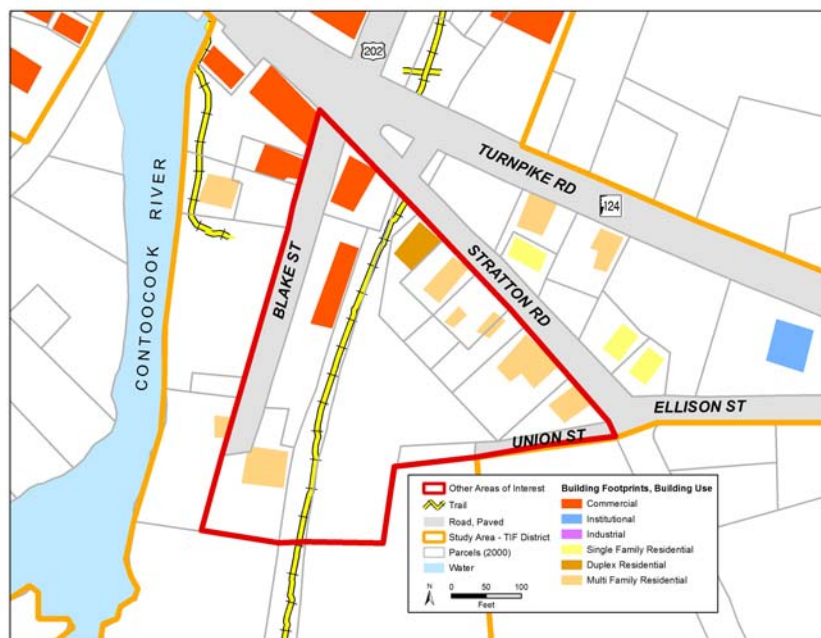 202
TURNPIKE RD
124
CONTOOCOOK RIVER
BLAKE ST
STRATTON RD
ELLISON ST
UNION ST
Other Areas of Interest
Trail
Road, Paved
Study Area - TIF District
Parcels (2000)
Water
N
0 50 100
Feet
Building Footprints, Building Use
Commercial
Institutional
Industrial
Single Family Residential
Duplex Residential
Multi Family Residential